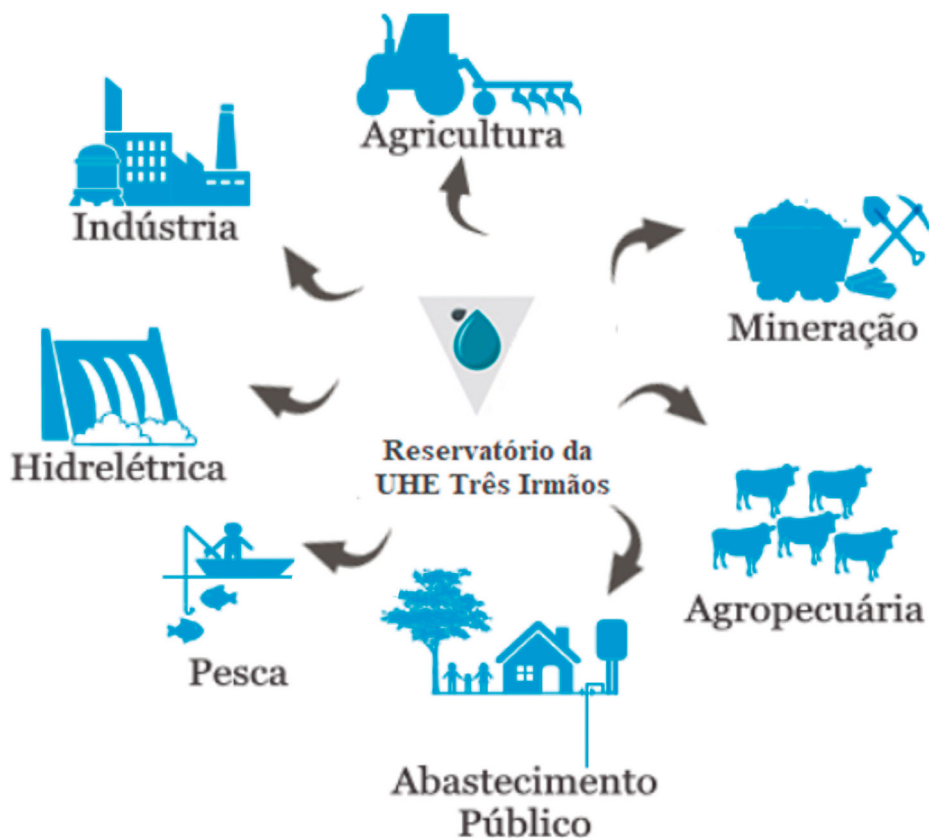 Agricultura
Indústria
Mineração
Hidrelétrica
Reservatório da
UHE Três Irmãos
Agropecuária
Pesca
Abastecimento
Público